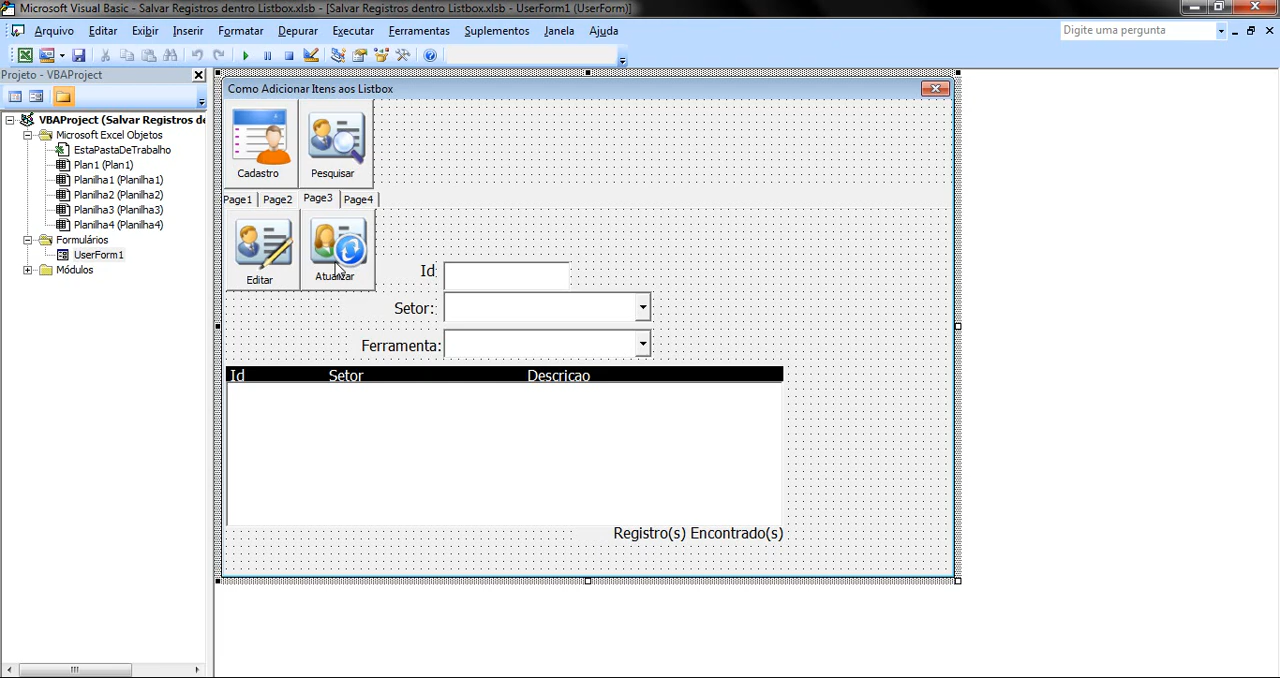 Microsoft Visual Basic - Salvar Registros dentro Listbox.xlsb - [Salvar Registros dentro Listbox.xlsb - UserForm1 (UserForm)]
Arquivo Editar Exibir Inserir Formatar Depurar Executar Ferramentas Suplementos Janela Ajuda
Digite uma pergunta
Projeto - VBAProject
VBAProject (Salvar Registros de
Microsoft Excel Objetos
EstaPastaDeTrabalho
Plan1 (Plan1)
Planilha1 (Planilha1)
Planilha2 (Planilha2)
Planilha3 (Planilha3)
Planilha4 (Planilha4)
Formulários
UserForm1
Módulos
Como Adicionar Itens aos Listbox
Cadastro Pesquisar
Page1 Page2 Page3 Page4
Editar Atualizar
Id
Setor:
Ferramenta:
Id Setor Descricao
Registro(s) Encontrado(s)